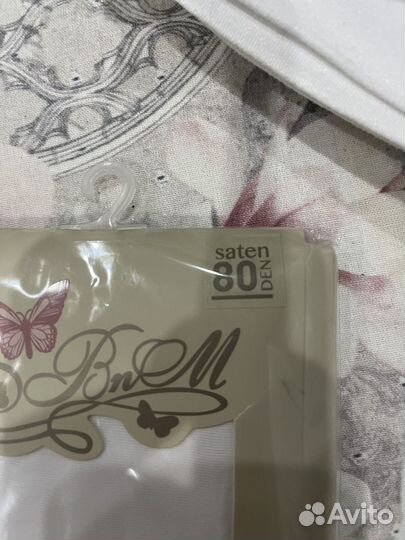 saten
80 DEN
BnM
Avito